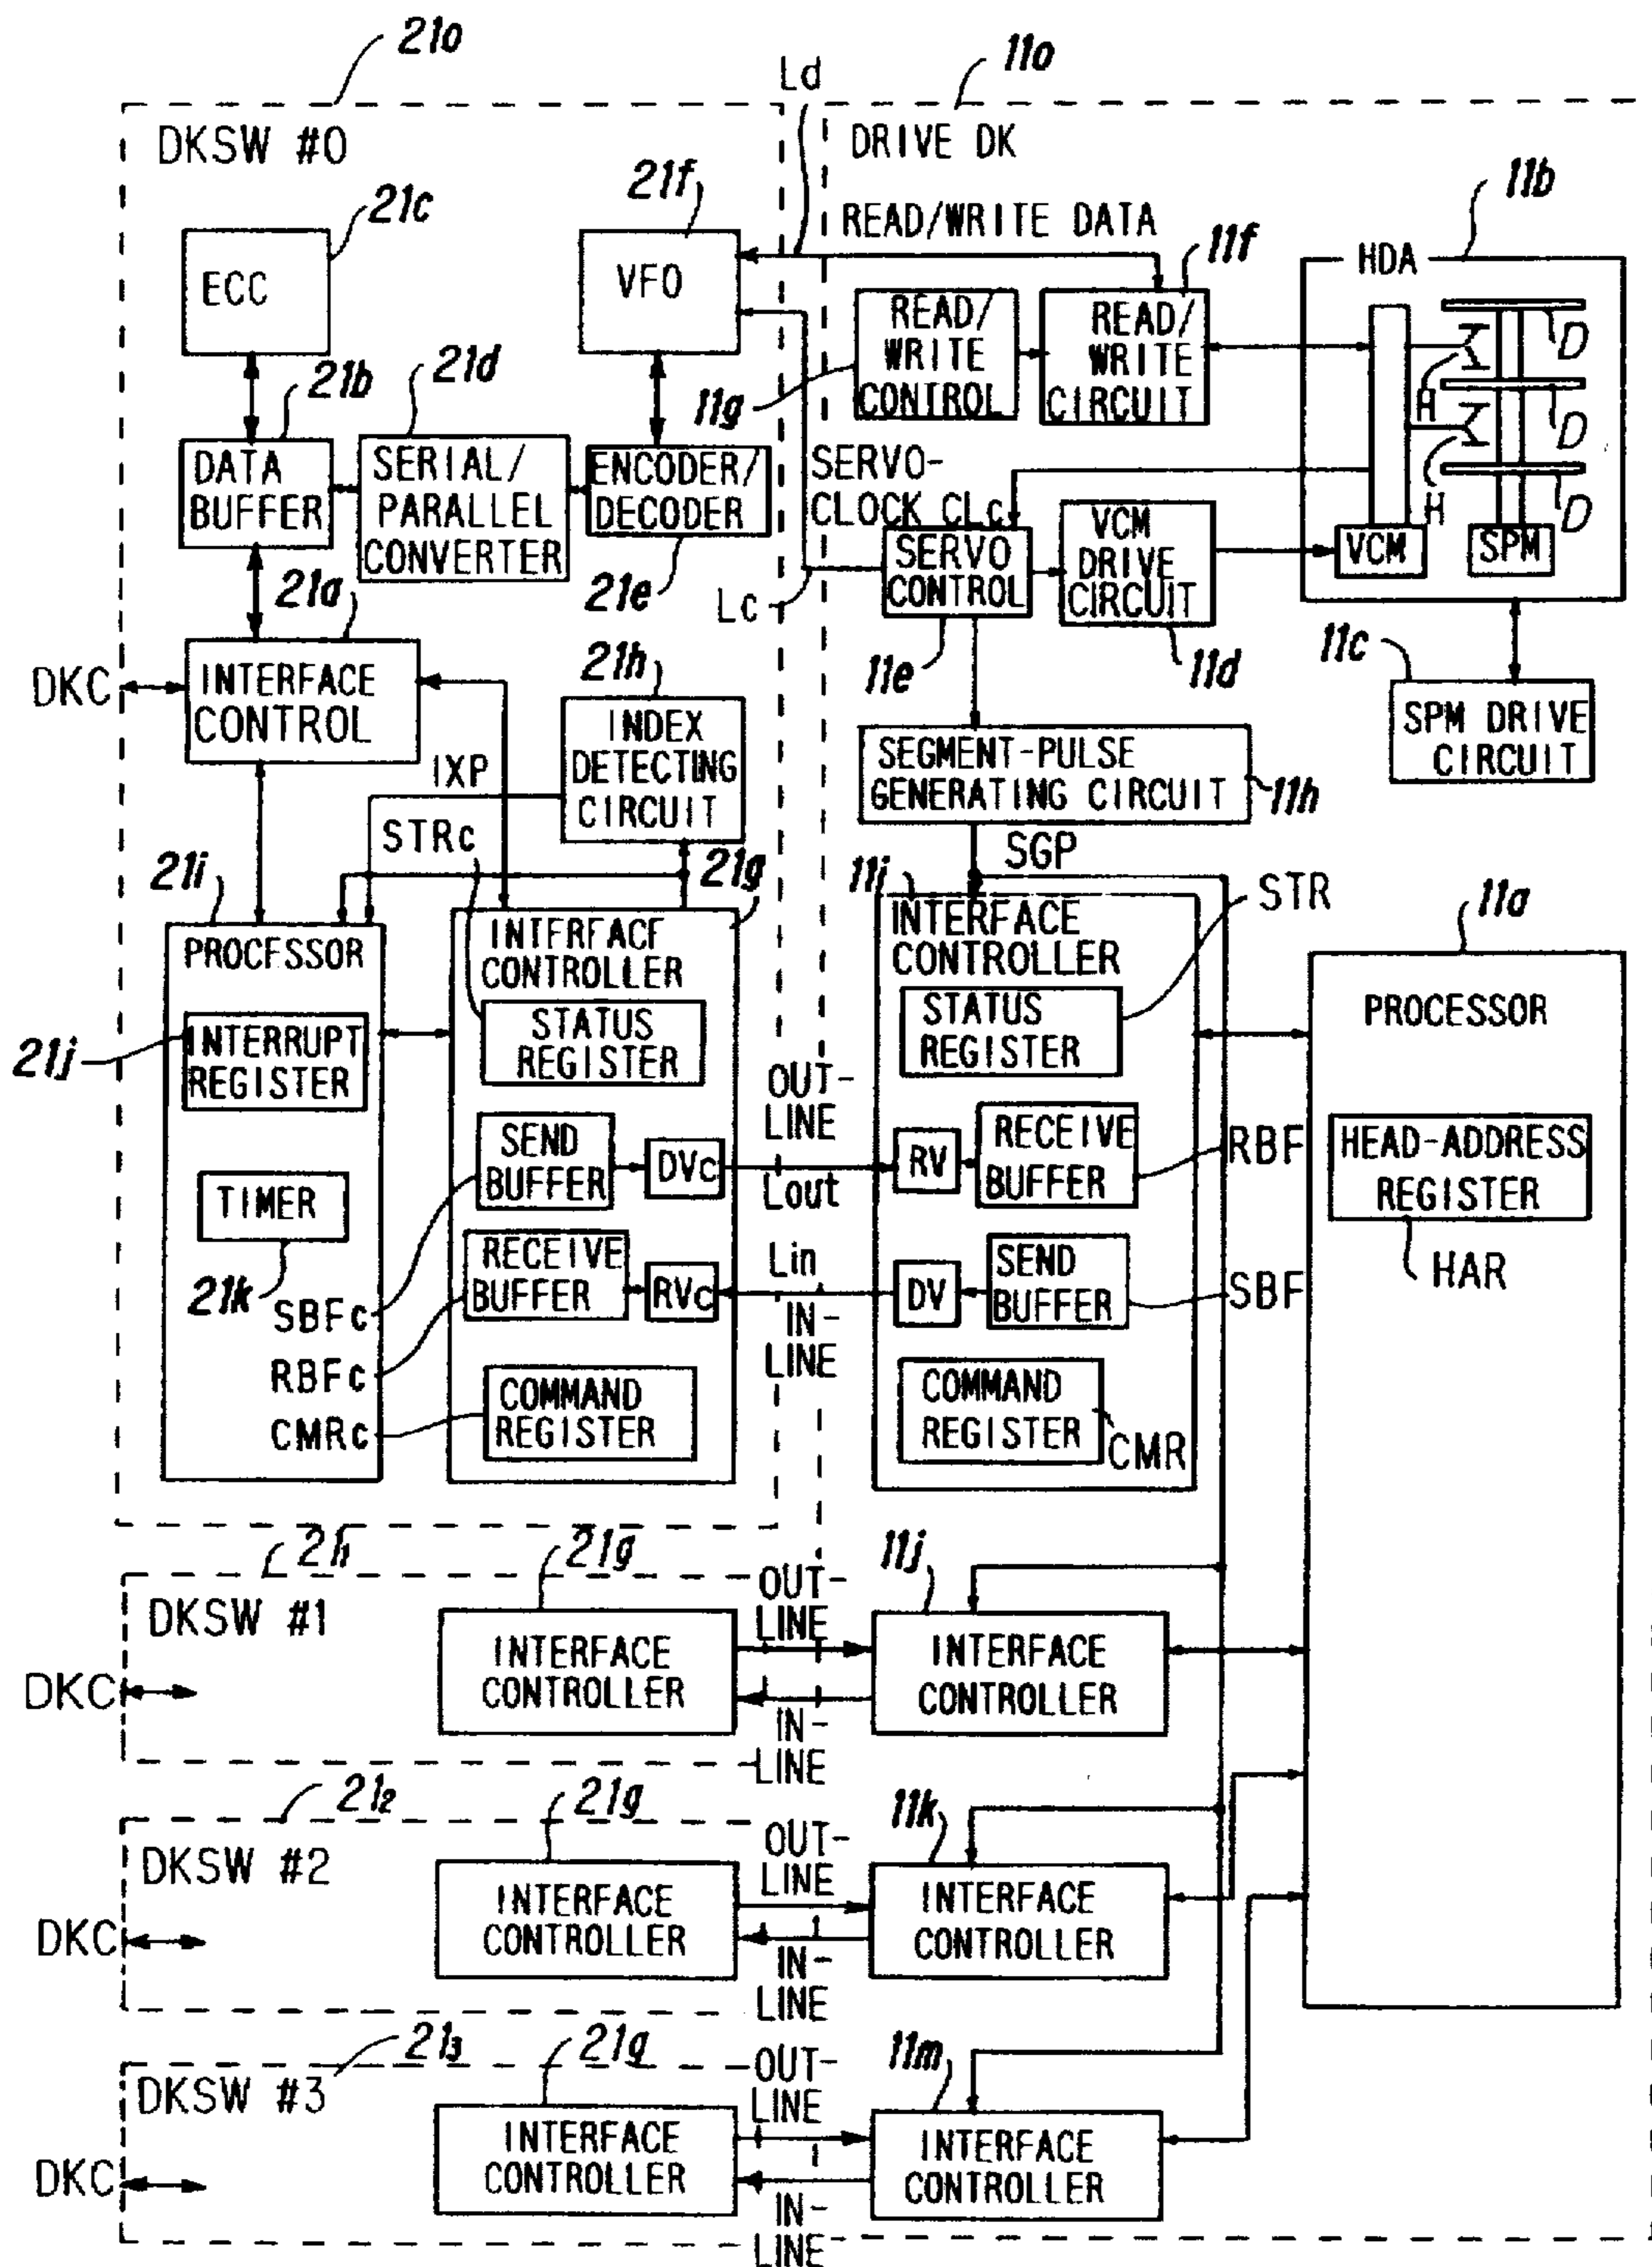 21o
11o
Ld
DKSW #0
DRIVE DK
21c
21f
11b
READ/WRITE DATA
11f
ECC
VFO
HDA
READ/
WRITE
CONTROL
READ/
WRITE
CIRCUIT
D
21b
21d
11g
H
D
DATA
BUFFER
SERIAL/
PARALLEL
CONVERTER
ENCODER/
DECODER
SERVO-
CLOCK CLc
H
D
VCM
DRIVE
CIRCUIT
SERVO
CONTROL
VCM
SPM
21a
21e
Lc
11e
11d
11c
DKC
INTERFACE
CONTROL
21h
INDEX
DETECTING
CIRCUIT
SPM DRIVE
CIRCUIT
IXP
SEGMENT-PULSE
GENERATING CIRCUIT
11h
STRc
SGP
21i
21g
11i
STR
11a
PROCFSSOR
INTFRFACF
CONTROLLER
INTERFACE
CONTROLLER
PROCESSOR
21j
INTERRUPT
REGISTER
STATUS
REGISTER
STATUS
REGISTER
OUT-
LINE
SEND
BUFFER
DVc
Lout
RV
RECEIVE
BUFFER
RBF
HEAD-ADDRESS
REGISTER
TIMER
21k
RECEIVE
BUFFER
RVc
Lin
DV
SEND
BUFFER
SBF
HAR
SBFc
IN-
LINE
RBFc
CMRc
COMMAND
REGISTER
COMMAND
REGISTER
CMR
211
21g
OUT-
LINE
11j
DKSW #1
INTERFACE
CONTROLLER
INTERFACE
CONTROLLER
DKC
IN-
LINE
212
21g
OUT-
LINE
11k
DKSW #2
INTERFACE
CONTROLLER
INTERFACE
CONTROLLER
DKC
IN-
LINE
213
21g
OUT-
LINE
11m
DKSW #3
INTERFACE
CONTROLLER
INTERFACE
CONTROLLER
DKC
IN-
LINE